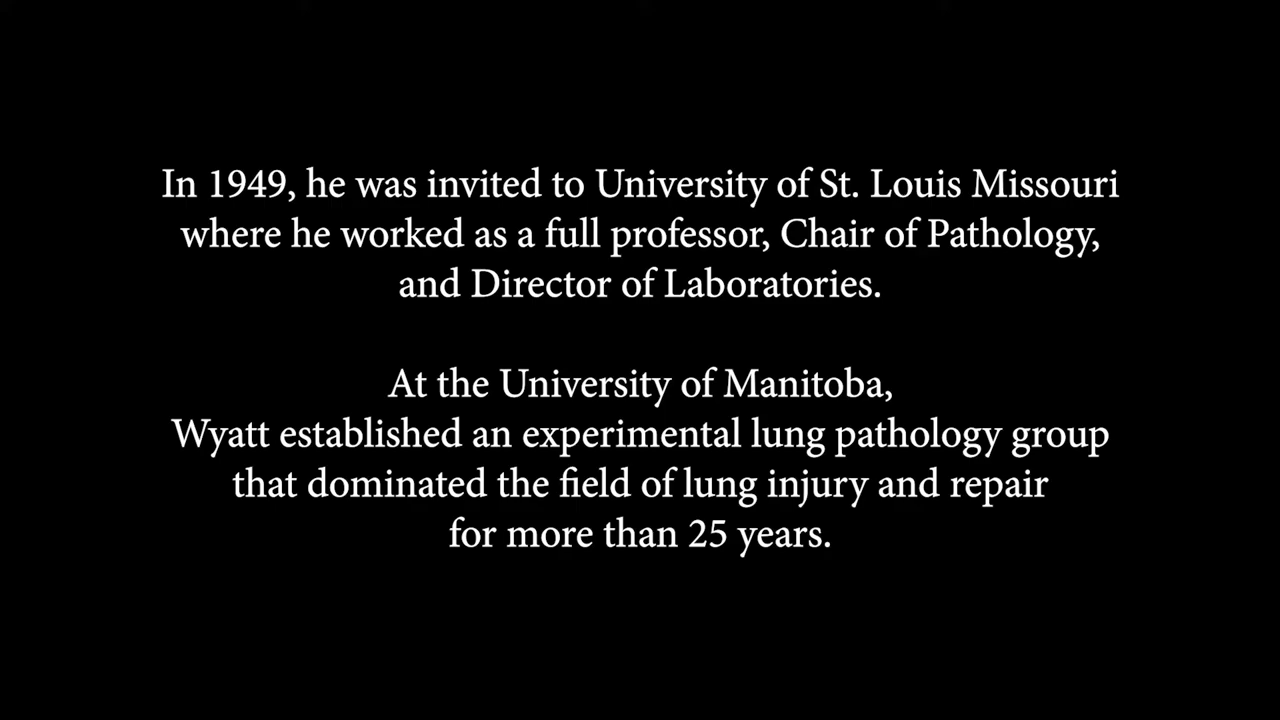 In 1949, he was invited to University of St. Louis Missouri
where he worked as a full professor, Chair of Pathology,
and Director of Laboratories.
At the University of Manitoba,
Wyatt established an experimental lung pathology group
that dominated the field of lung injury and repair
for more than 25 years.